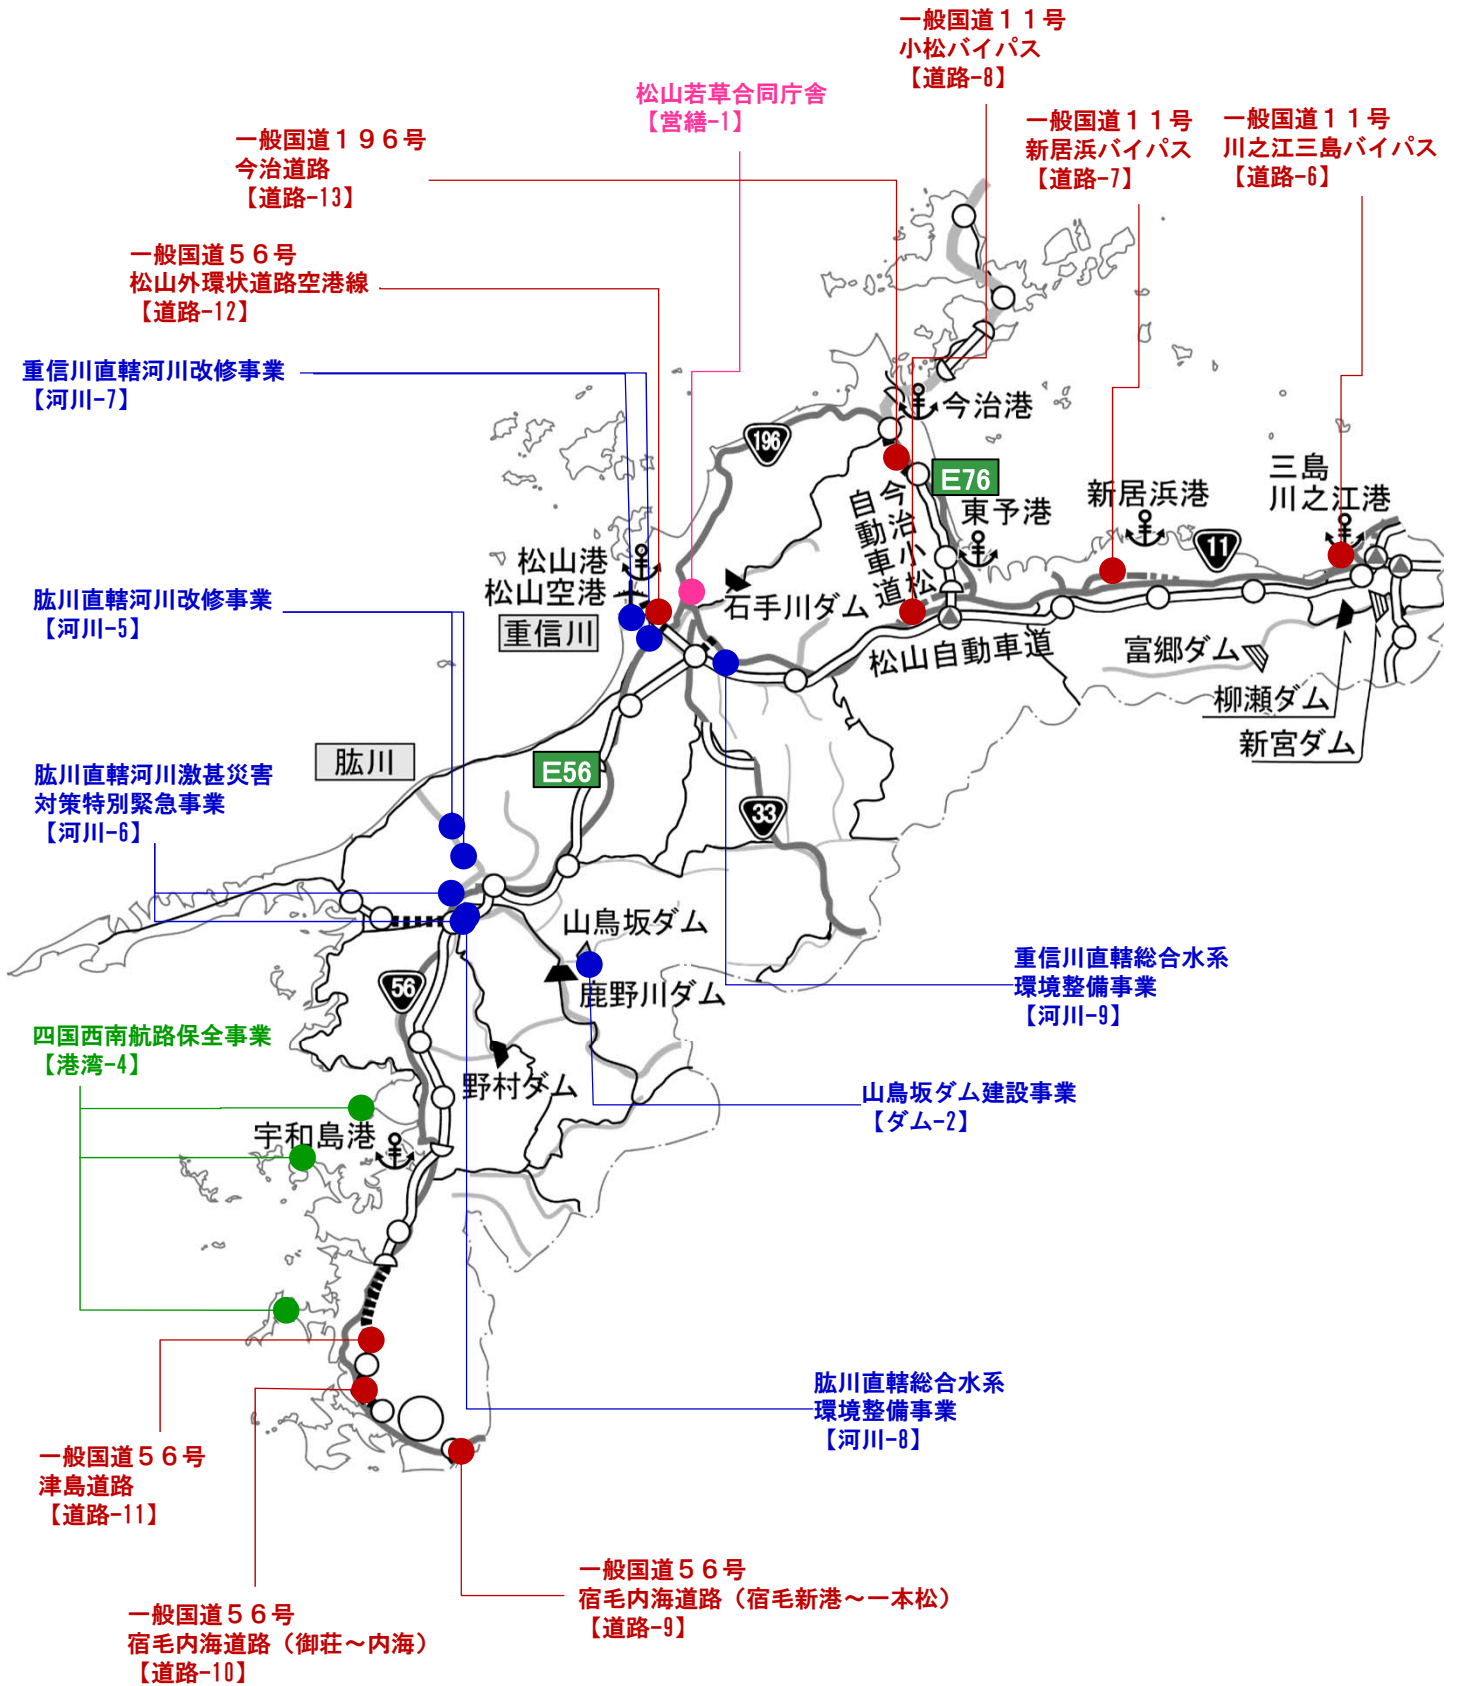 一般国道１１号
小松バイパス
【道路-8】
松山若草合同庁舎
【営繕-1】
一般国道１１号
新居浜バイパス
【道路-7】
一般国道１１号
川之江三島バイパス
【道路-6】
一般国道１９６号
今治道路
【道路-13】
一般国道５６号
松山外環状道路空港線
【道路-12】
重信川直轄河川改修事業
【河川-7】
今治港
196
E76
今治小松
自動車道
東予港
新居浜港
三島
川之江港
11
松山港
松山空港
重信川
石手川ダム
松山自動車道
富郷ダム
柳瀬ダム
新宮ダム
肱川直轄河川改修事業
【河川-5】
肱川
E56
33
肱川直轄河川激甚災害
対策特別緊急事業
【河川-6】
山鳥坂ダム
鹿野川ダム
56
野村ダム
重信川直轄総合水系
環境整備事業
【河川-9】
四国西南航路保全事業
【港湾-4】
山鳥坂ダム建設事業
【ダム-2】
宇和島港
肱川直轄総合水系
環境整備事業
【河川-8】
一般国道５６号
津島道路
【道路-11】
一般国道５６号
宿毛内海道路（宿毛新港～一本松）
【道路-9】
一般国道５６号
宿毛内海道路（御荘～内海）
【道路-10】